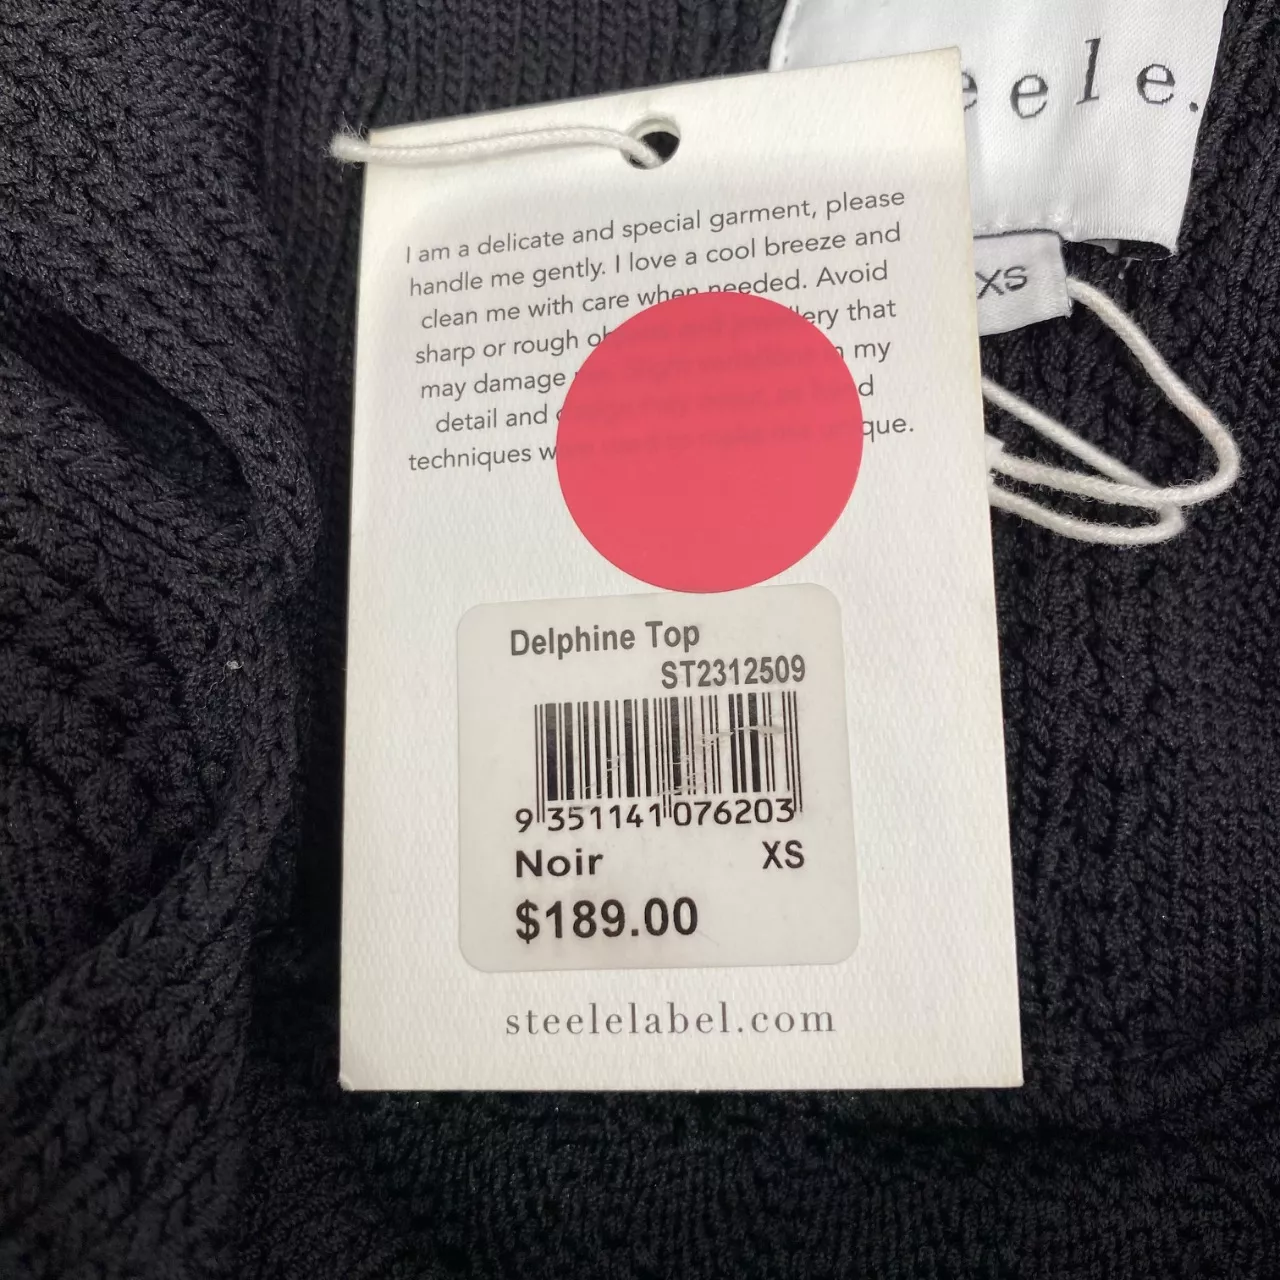 eele.
XS
I am a delicate and special garment, please
handle me gently. I love a cool breeze and
clean me with care when needed. Avoid
sharp or rough that
may damage my
detail and
techniques
Delphine Top
ST2312509
9 351141 076203
Noir XS
$189.00
steelelabel.com